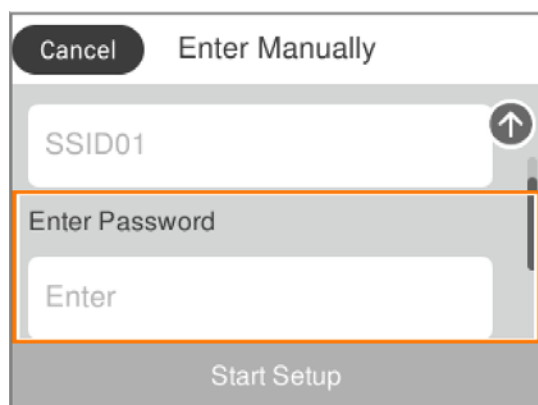 Cancel Enter Manually
SSID01
Enter Password
Enter
Start Setup